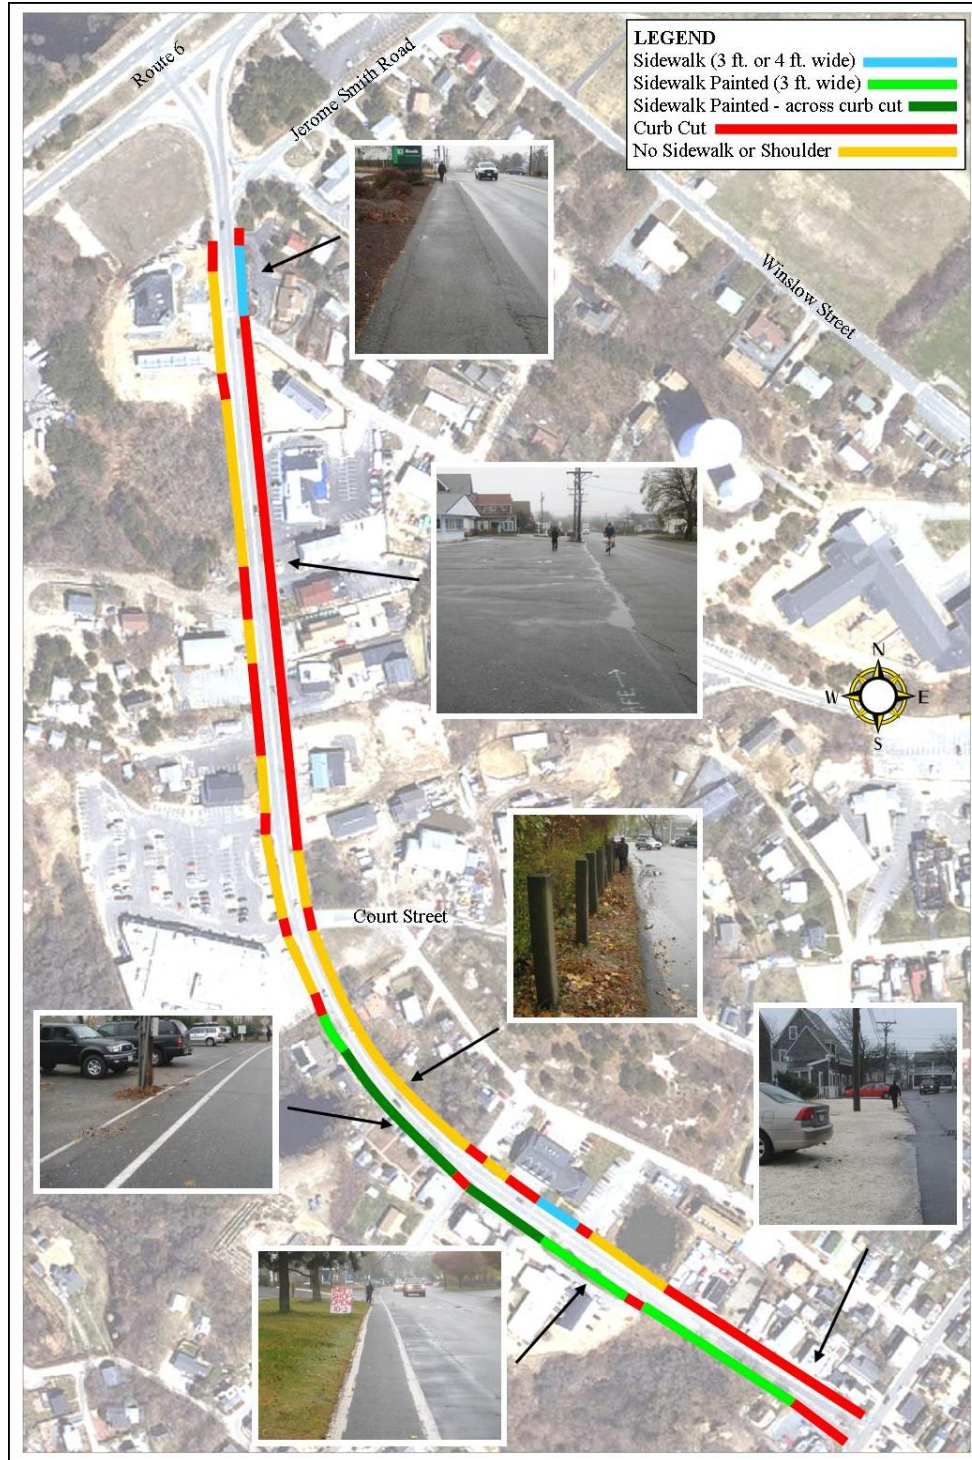 LEGEND
Sidewalk (3 ft. or 4 ft. wide)
Sidewalk Painted (3 ft. wide)
Sidewalk Painted - across curb cut
Curb Cut
No Sidewalk or Shoulder
Route 6
Jerome Smith Road
Winslow Street
N
W E
S
Court Street
OPEN